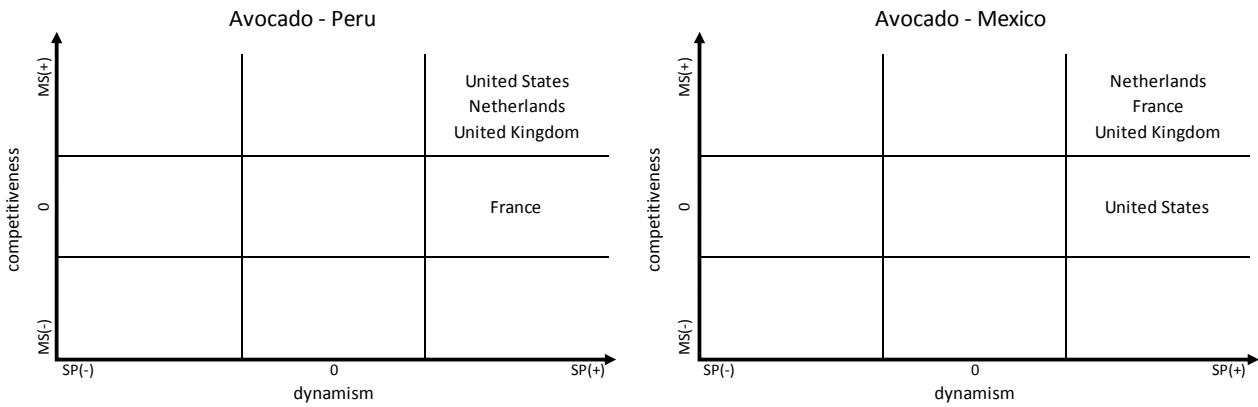 Avocado - Peru
MS(+)
United States
Netherlands
United Kingdom
competitiveness
0
France
MS(-)
SP(-)
0
SP(+)
dynamism
Avocado - Mexico
MS(+)
Netherlands
France
United Kingdom
competitiveness
0
United States
MS(-)
SP(-)
0
SP(+)
dynamism